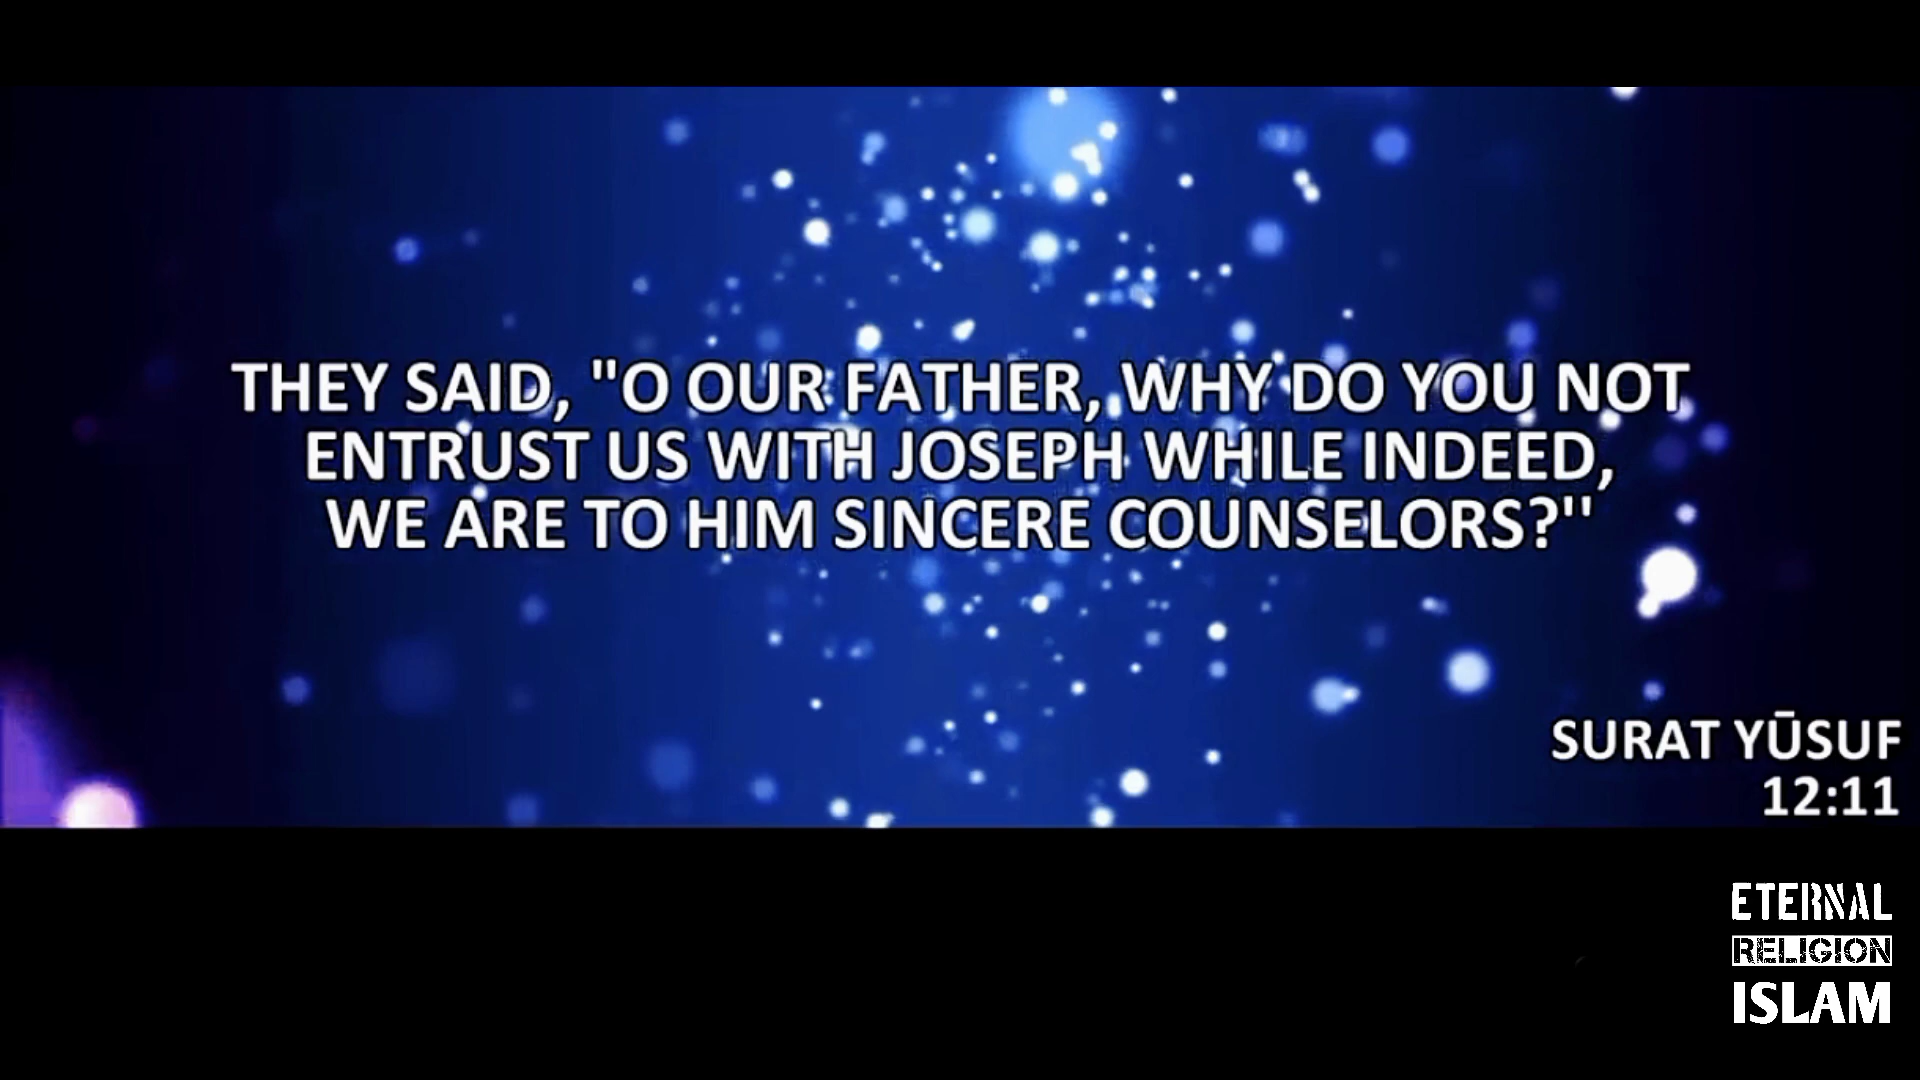 THEY SAID, "O OUR FATHER, WHY DO YOU NOT
ENTRUST US WITH JOSEPH WHILE INDEED,
WE ARE TO HIM SINCERE COUNSELORS?''
SURAT YŪSUF
12:11
ETERNAL
RELIGION
ISLAM